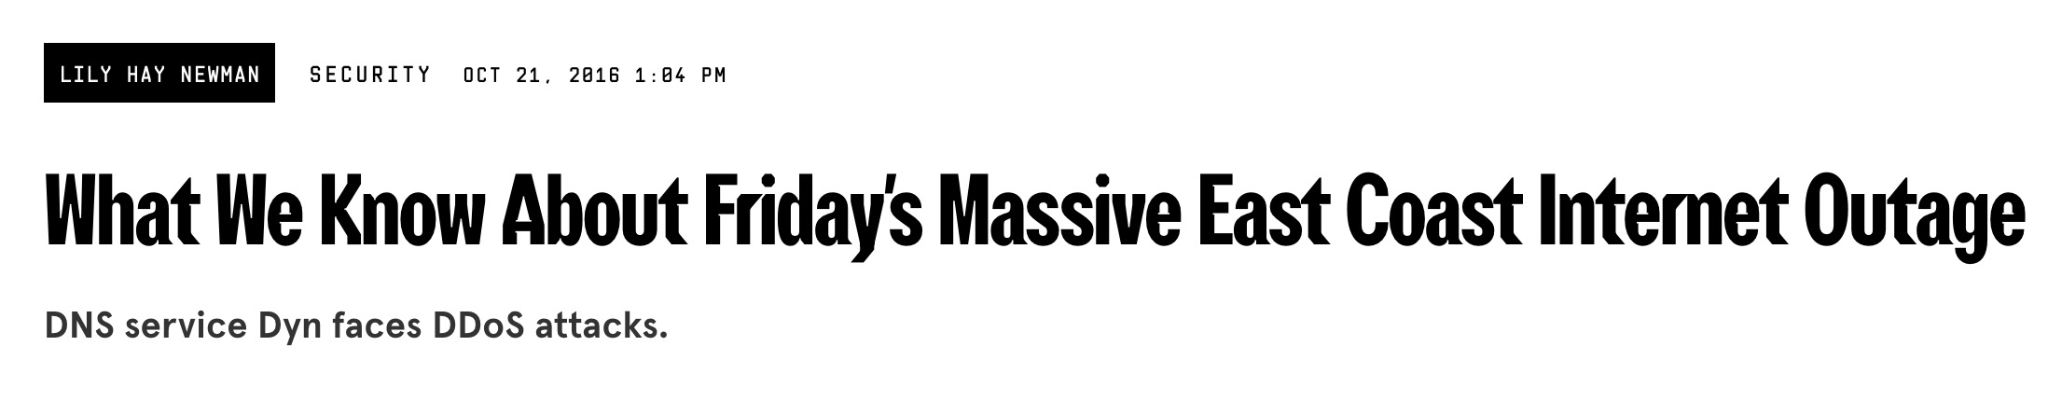 LILY HAY NEWMAN SECURITY OCT 21, 2016 1:04 PM
What We Know About Friday's Massive East Coast Internet Outage
DNS service Dyn faces DDoS attacks.